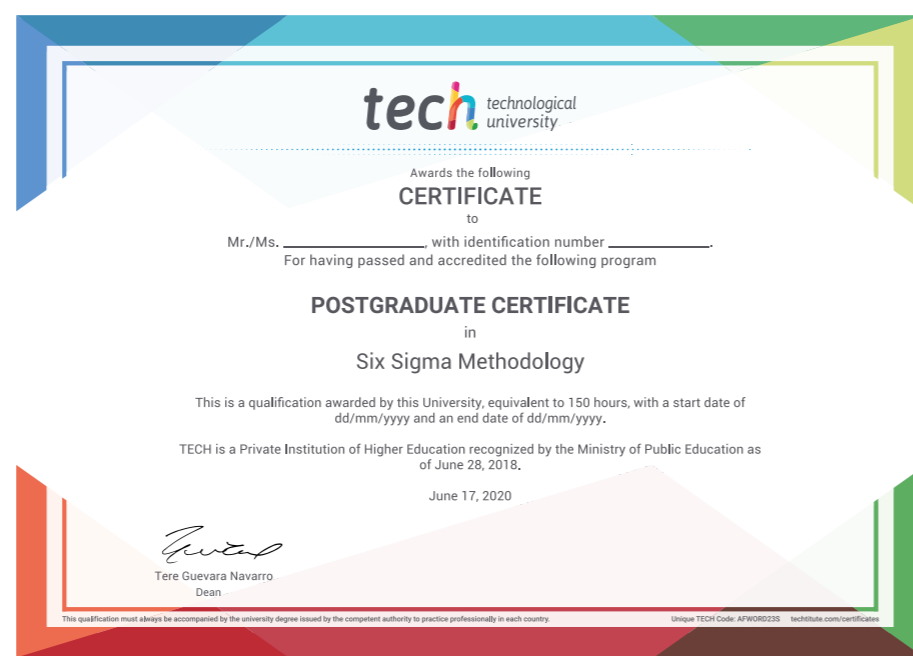 tech technological
university
Awards the following
CERTIFICATE
to
Mr./Ms. ____________________, with identification number ______________.
For having passed and accredited the following program
POSTGRADUATE CERTIFICATE
in
Six Sigma Methodology
This is a qualification awarded by this University, equivalent to 150 hours, with a start date of
dd/mm/yyyy and an end date of dd/mm/yyyy.
TECH is a Private Institution of Higher Education recognized by the Ministry of Public Education as
of June 28, 2018.
June 17, 2020
Tere Guevara Navarro
Dean
This qualification must always be accompanied by the university degree issued by the competent authority to practice professionally in each country.
Unique TECH Code: AFWORD23S techtitute.com/certificates